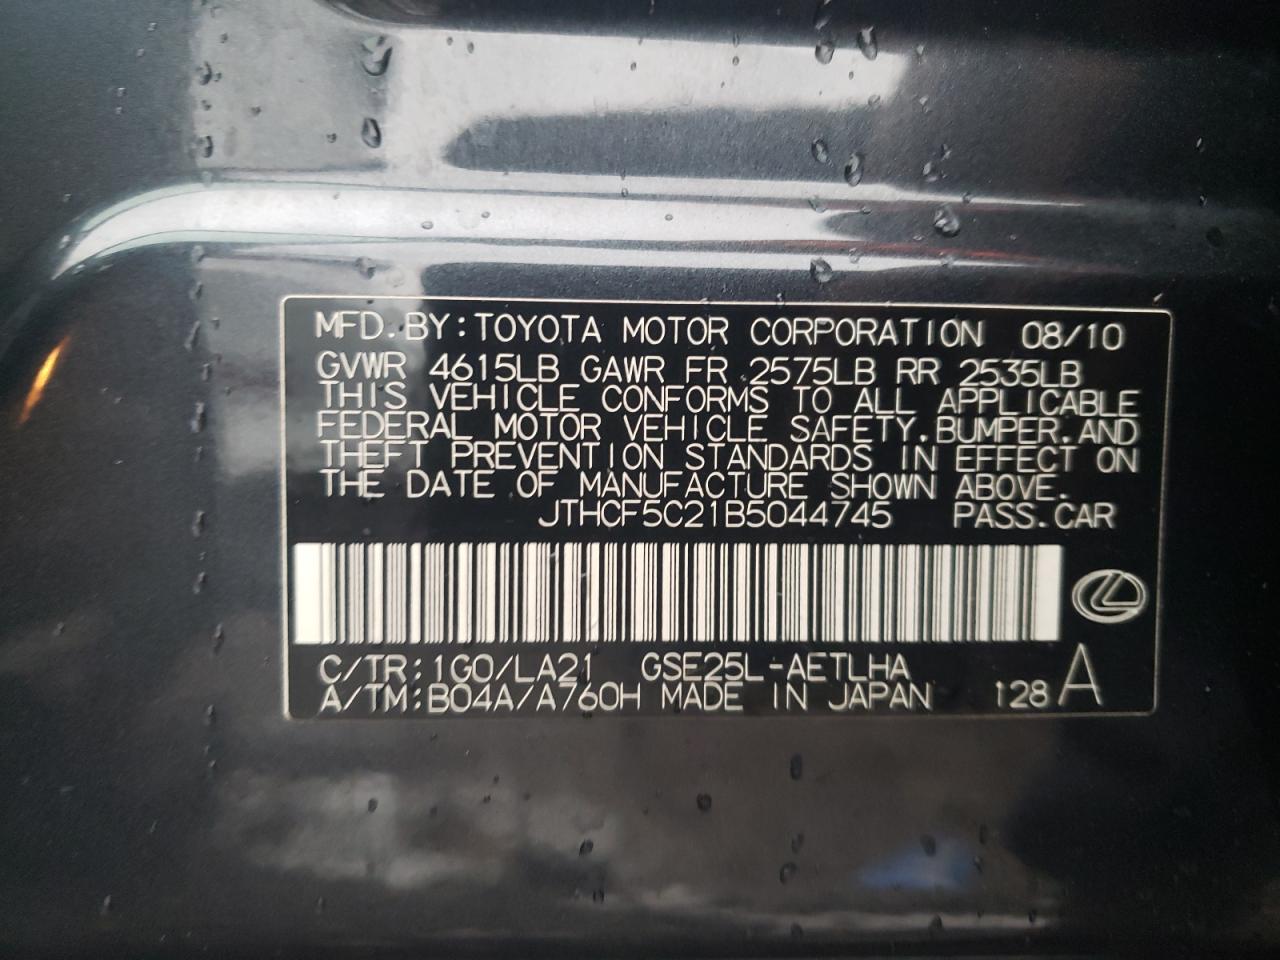 MFD. BY: TOYOTA MOTOR CORPORATION 08/10
GVWR 4615LB GAWR FR 2575LB RR 2535LB
THIS VEHICLE CONFORMS TO ALL APPLICABLE
FEDERAL MOTOR VEHICLE SAFETY, BUMPER, AND
THEFT PREVENTION STANDARDS IN EFFECT ON
THE DATE OF MANUFACTURE SHOWN ABOVE.
JTHCF5C21B5044745 PASS. CAR
C/TR: 1G0/LA21 GSE25L-AETLHA
A/TM: B04A/A760H MADE IN JAPAN 128 A